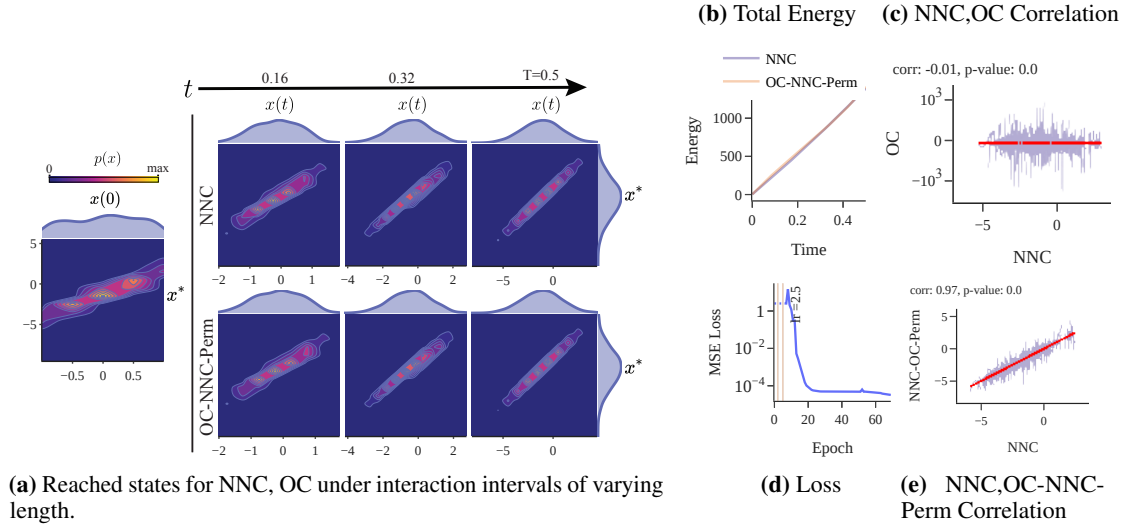 (b) Total Energy
(c) NNC,OC Correlation
t
0.16
0.32
T=0.5
x(t)
x(t)
x(t)
p(x)
0
max
x(0)
5
0
−5
−0.5
0
0.5
x*
NNC
x*
−2
−1
0
1
−4
−2
0
2
−5
0
OC-NNC-Perm
x*
−2
−1
0
1
2
−4
−2
0
2
−5
0
NNC
OC-NNC-Perm
Energy
1000
500
0
0
0.2
0.4
Time
corr: -0.01, p-value: 0.0
OC
10³
0
−10³
−5
0
NNC
lr=2.5
MSE Loss
1
10⁻²
10⁻⁴
0
20
40
60
Epoch
corr: 0.97, p-value: 0.0
NNC-OC-Perm
5
0
−5
−5
0
NNC
(a) Reached states for NNC, OC under interaction intervals of varying
length.
(d) Loss
(e) NNC,OC-NNC-
Perm Correlation